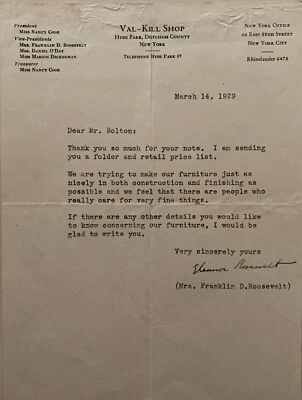 President
Miss Nancy Cook
Vice-Presidents
Mrs. Franklin D. Roosevelt
Mrs. Daniel O'Day
Miss Marion Dickerman
Treasurer
Miss Nancy Cook
Val-Kill Shop
Hyde Park, Dutchess County
New York
Telephone Hyde Park 87
New York Office
66 East 80th Street
New York City
Rhinelander 6475
March 14, 1929
Dear Mr. Bolton;
Thank you so much for your note. I am sending
you a folder and retail price list.
We are trying to make our furniture just as
nicely in both construction and finishing as
possible and we feel that there are people who
really care for very fine things.
If there are any other details you would like
to know concerning our furniture, I would be
glad to write you.
Very sincerely yours
Eleanor Roosevelt
(Mrs. Franklin D.Roosevelt)